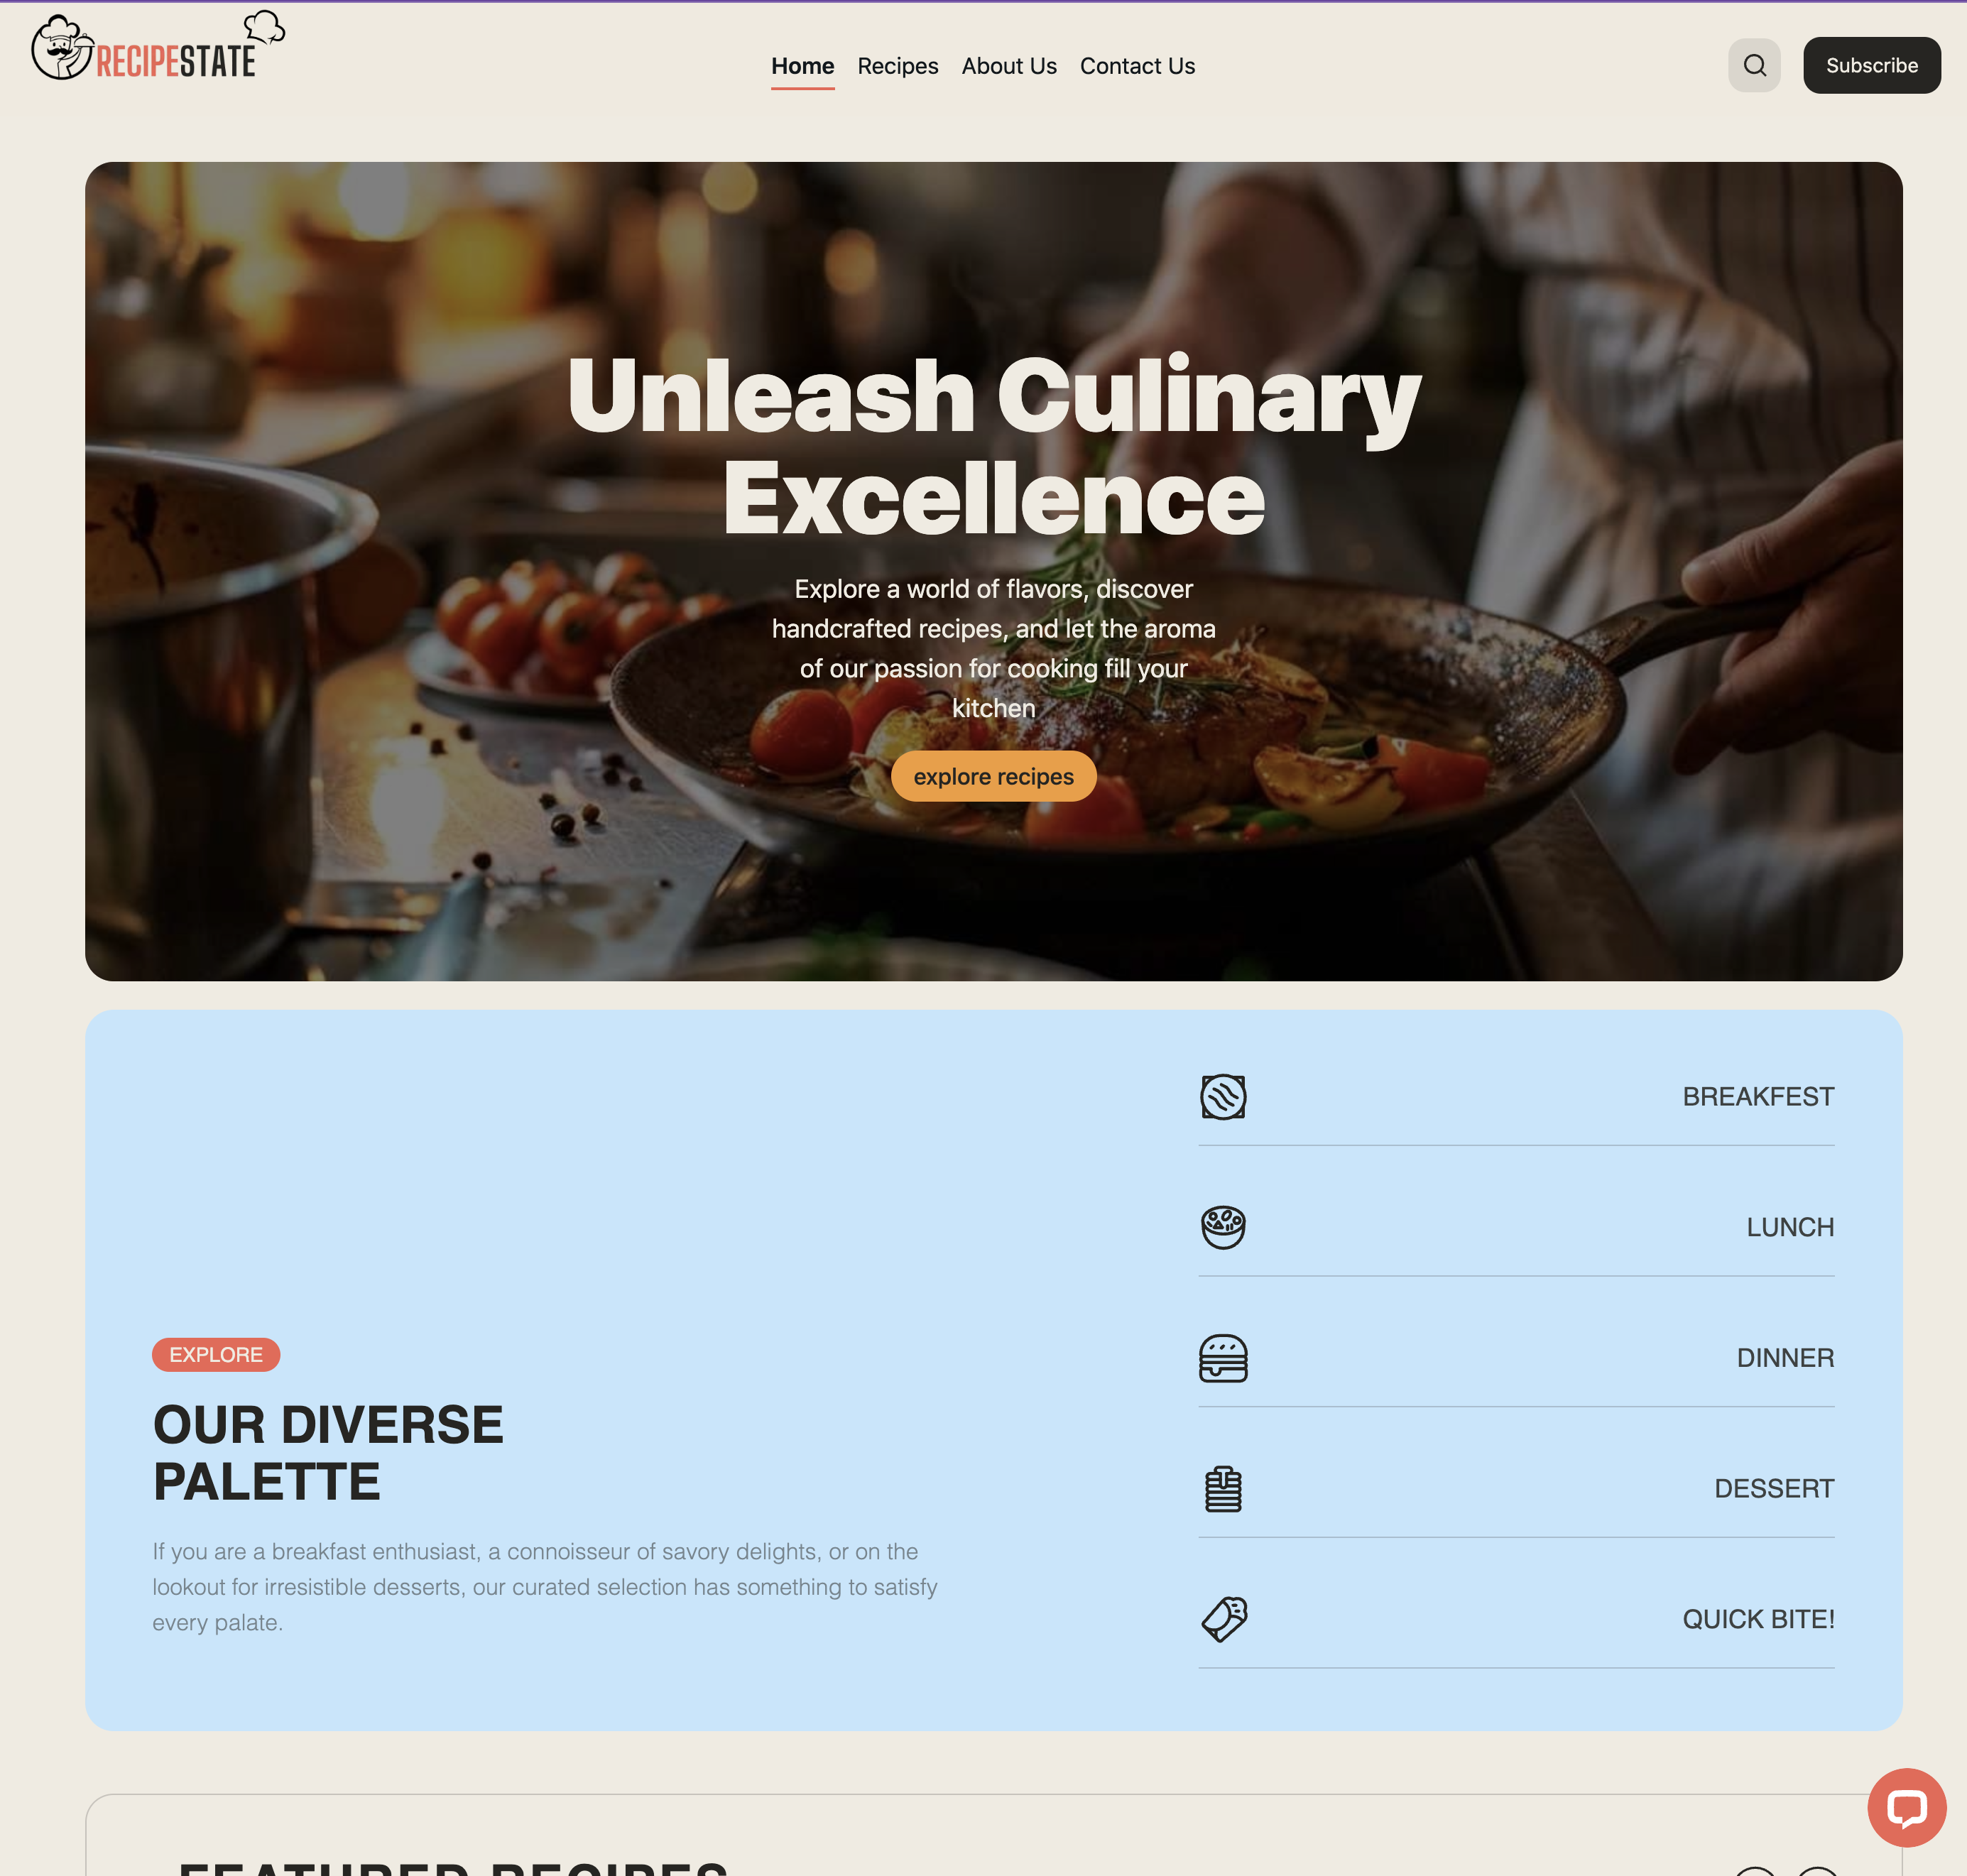 RECIPESTATE
Home Recipes About Us Contact Us
Subscribe
Unleash Culinary
Excellence
Explore a world of flavors, discover
handcrafted recipes, and let the aroma
of our passion for cooking fill your
kitchen
explore recipes
EXPLORE
OUR DIVERSE
PALETTE
If you are a breakfast enthusiast, a connoisseur of savory delights, or on the
lookout for irresistible desserts, our curated selection has something to satisfy
every palate.
BREAKFEST
LUNCH
DINNER
DESSERT
QUICK BITE!
FEATURED RECIPES